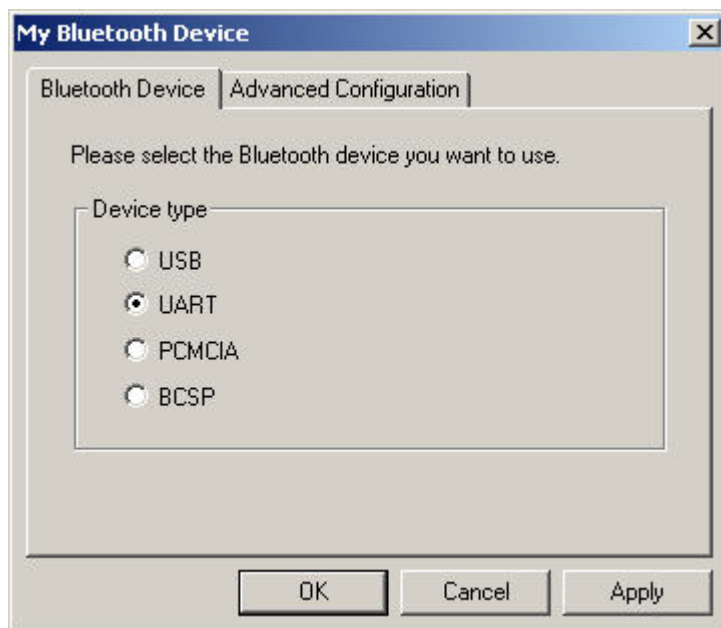 My Bluetooth Device
Bluetooth Device
Advanced Configuration
Please select the Bluetooth device you want to use.
Device type
USB
UART
PCMCIA
BCSP
OK
Cancel
Apply